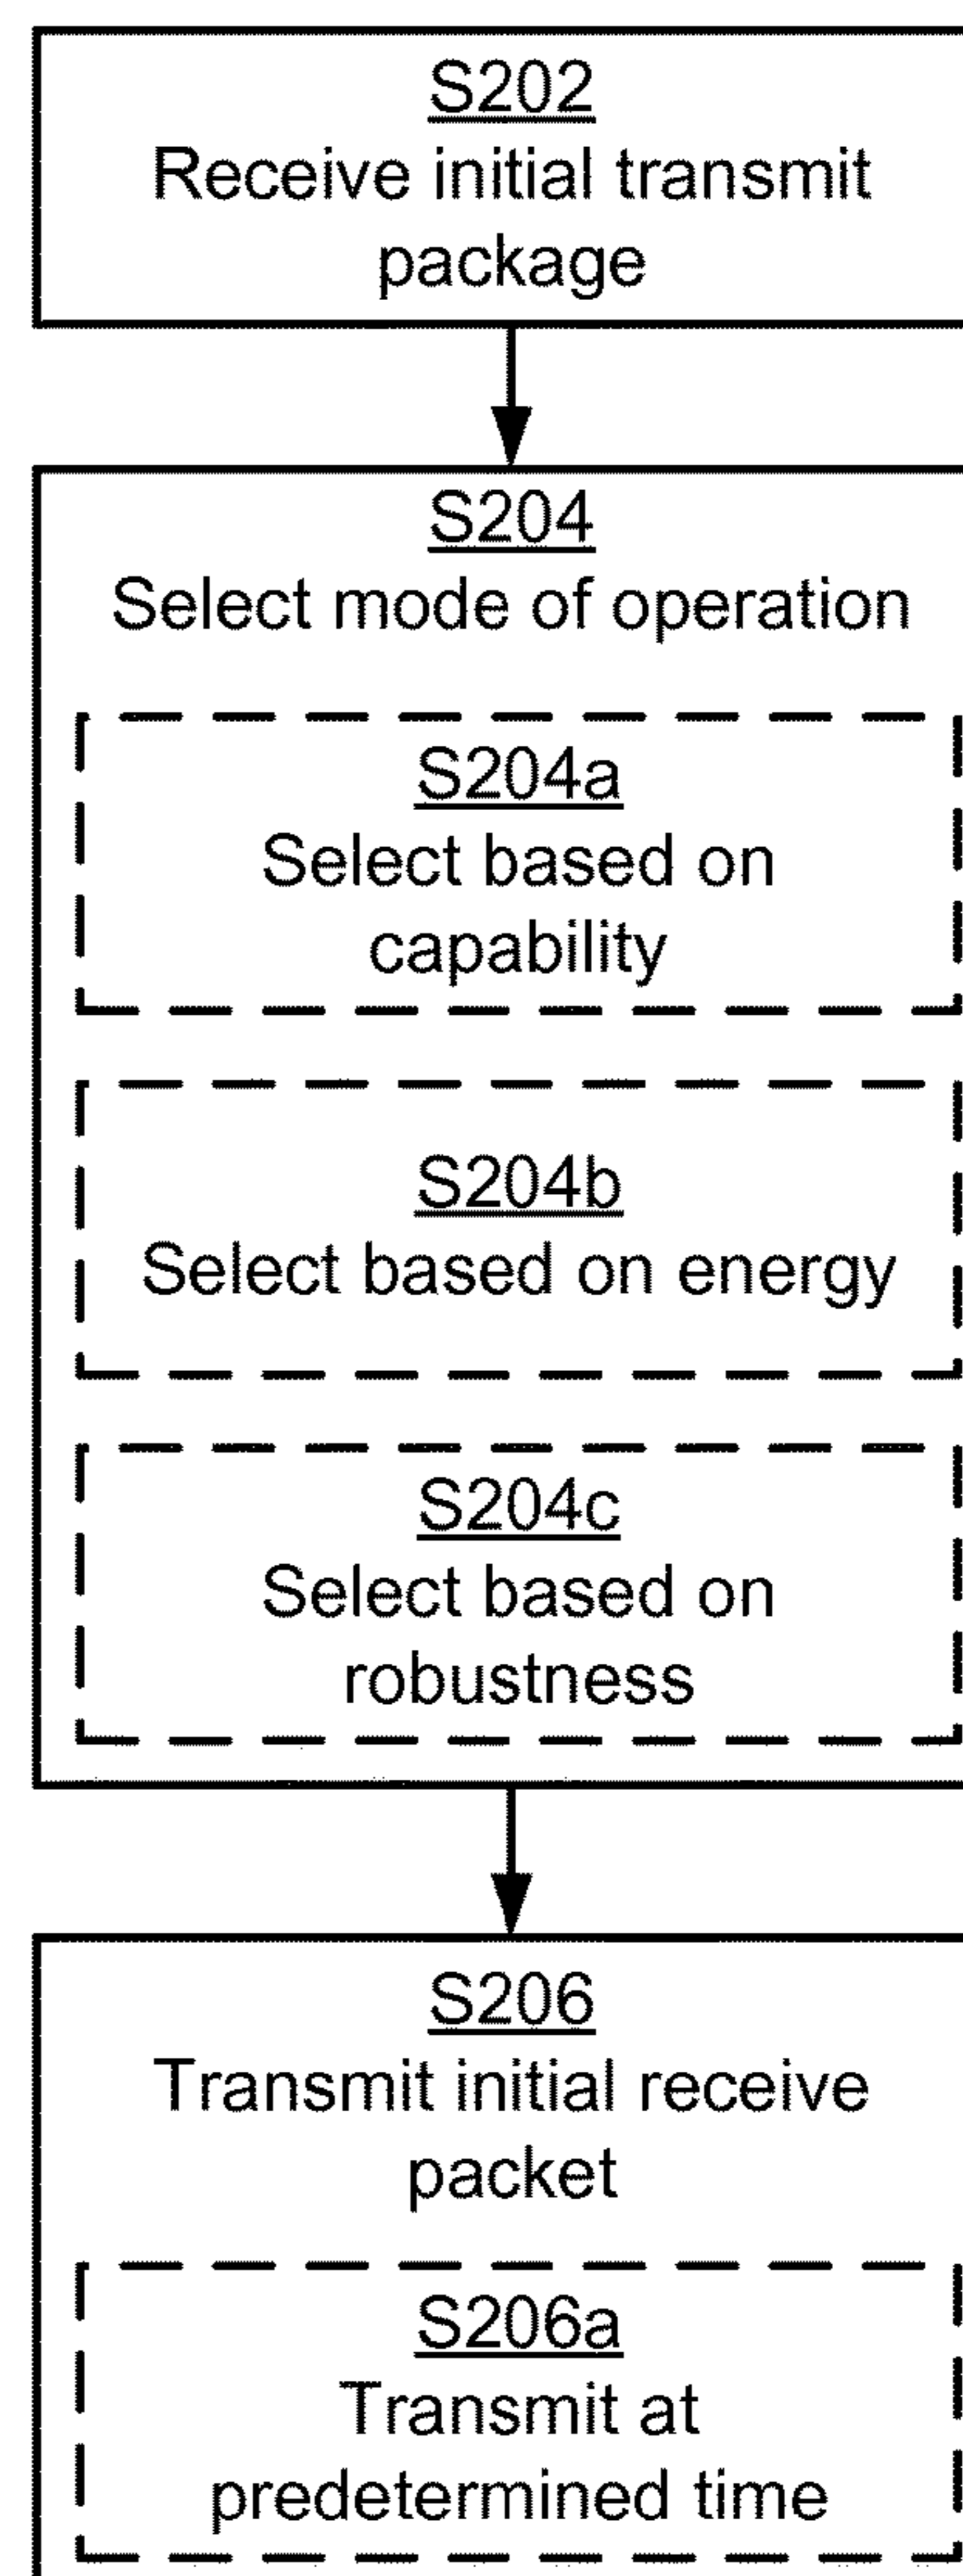 S202
Receive initial transmit
package
S204
Select mode of operation
S204a
Select based on
capability
S204b
Select based on energy
S204c
Select based on
robustness
S206
Transmit initial receive
packet
S206a
Transmit at
predetermined time